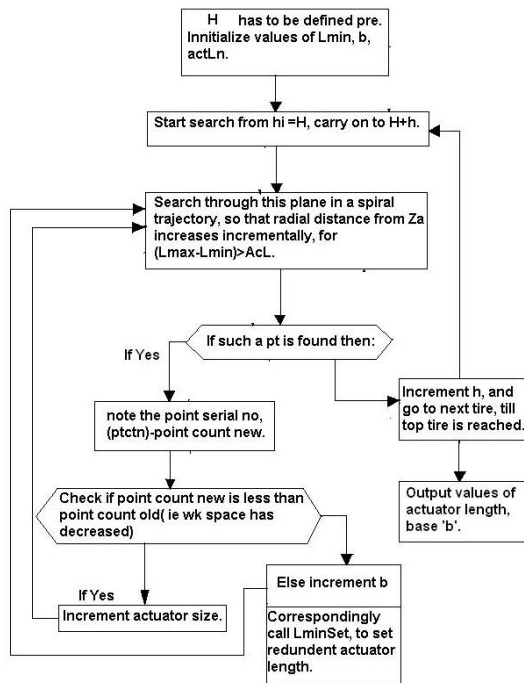 H has to be defined pre.
Innitialize values of Lmin, b,
actLn.
Start search from hi =H, carry on to H+h.
Search through this plane in a spiral
trajectory, so that radial distance from Za
increases incrementally, for
(Lmax-Lmin)>AcL.
If such a pt is found then:
If Yes
note the point serial no,
(ptctn)-point count new.
Increment h, and
go to next tire, till
top tire is reached.
Output values of
actuator length,
base 'b'.
Check if point count new is less than
point count old( ie wk space has
decreased)
If Yes
Increment actuator size.
Else increment b
Correspondingly
call LminSet, to set
redundent actuator
length.